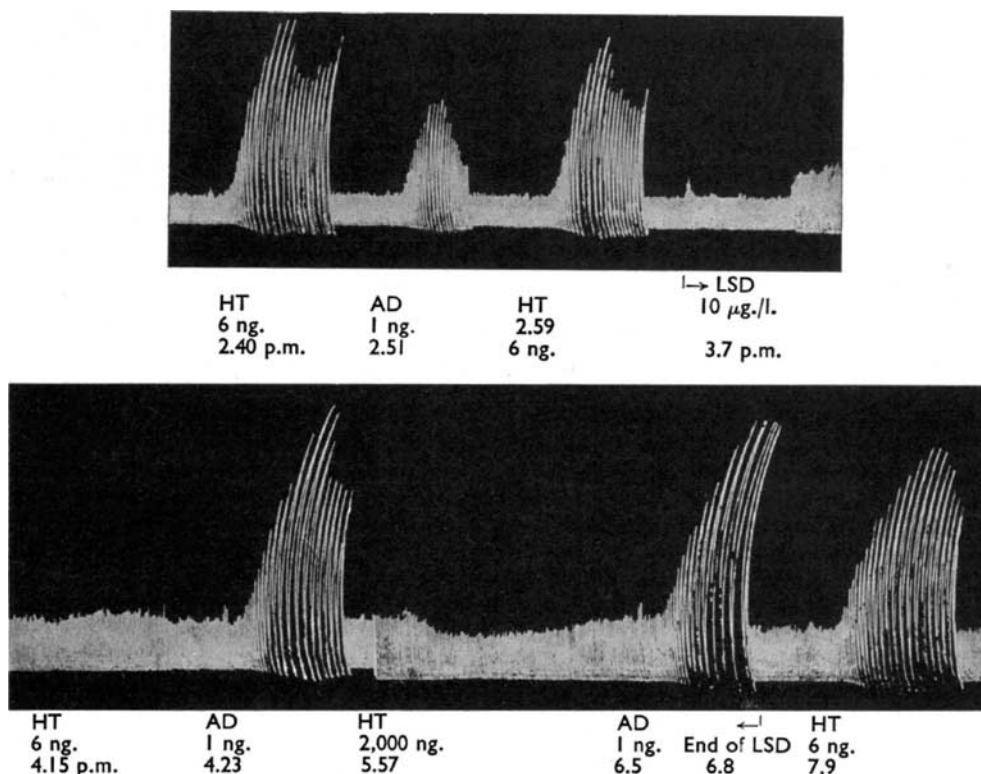 HT AD HT ꟾ→ LSD
6 ng. 1 ng. 2.59 10 μg./l.
2.40 p.m. 2.51 6 ng. 3.7 p.m.
HT AD HT AD ←ꟾ HT
6 ng. 1 ng. 2,000 ng. 1 ng. End of LSD 6 ng.
4.15 p.m. 4.23 5.57 6.5 6.8 7.9